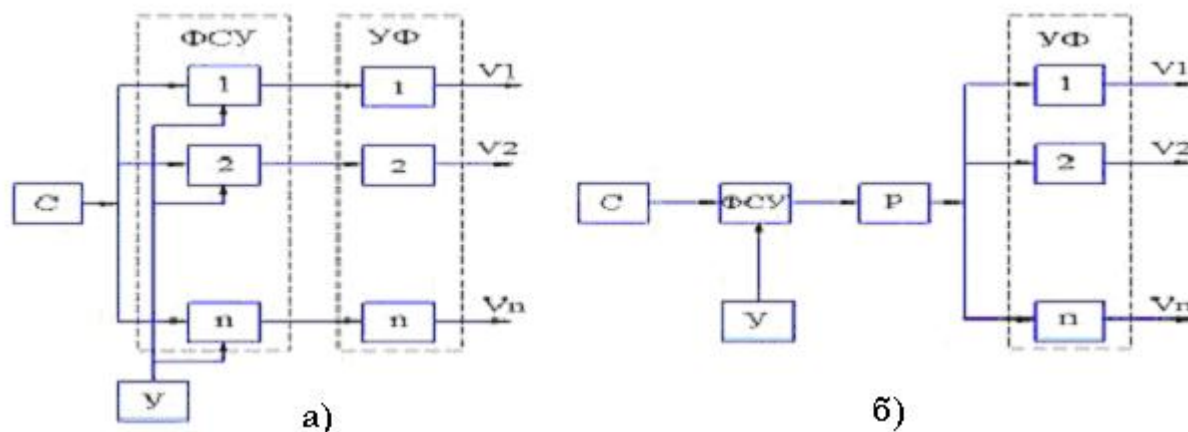 ФСУ УФ
1 1 V1
2 2 V2
С
n n Vn
У
а)
УФ
1 V1
2 V2
С ФСУ Р
У
n Vn
б)